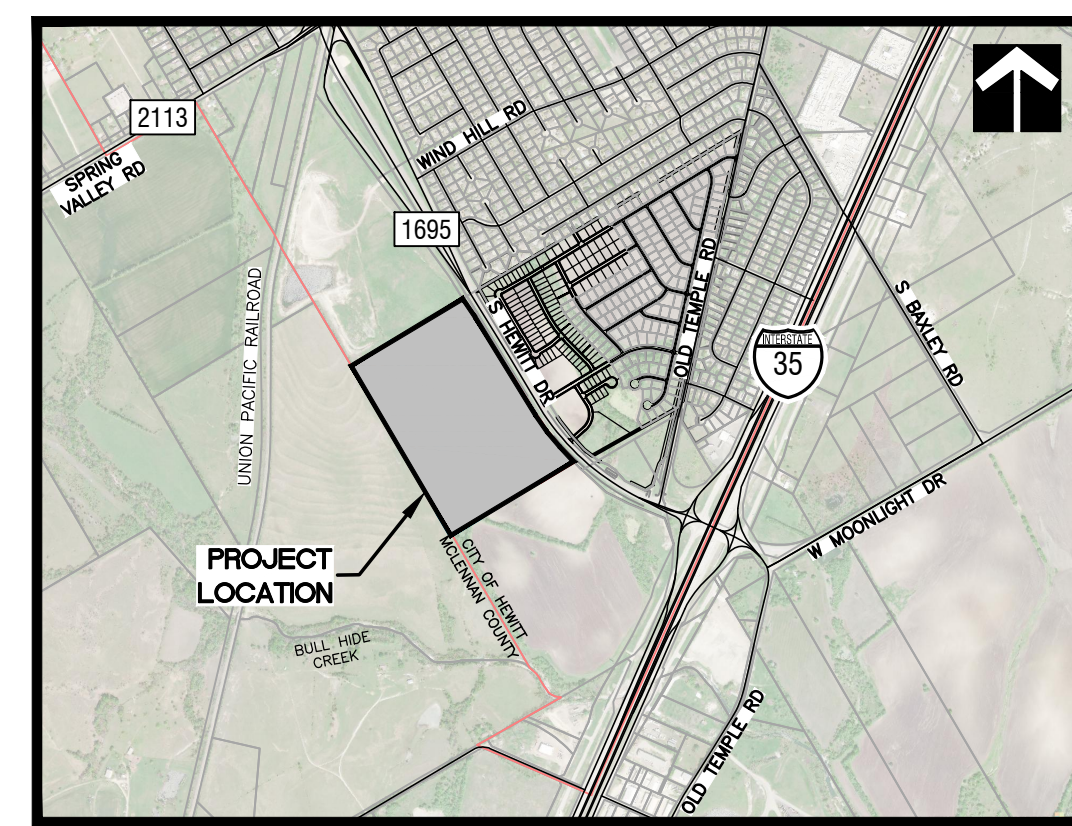 2113
SPRING
VALLEY RD
WIND HILL RD
1695
UNION PACIFIC RAILROAD
S HEWITT DR
OLD TEMPLE RD
S BAXLEY RD
INTERSTATE
35
W MOONLIGHT DR
PROJECT
LOCATION
CITY OF HEWITT
MCLENNAN COUNTY
BULL HIDE
CREEK
OLD TEMPLE RD